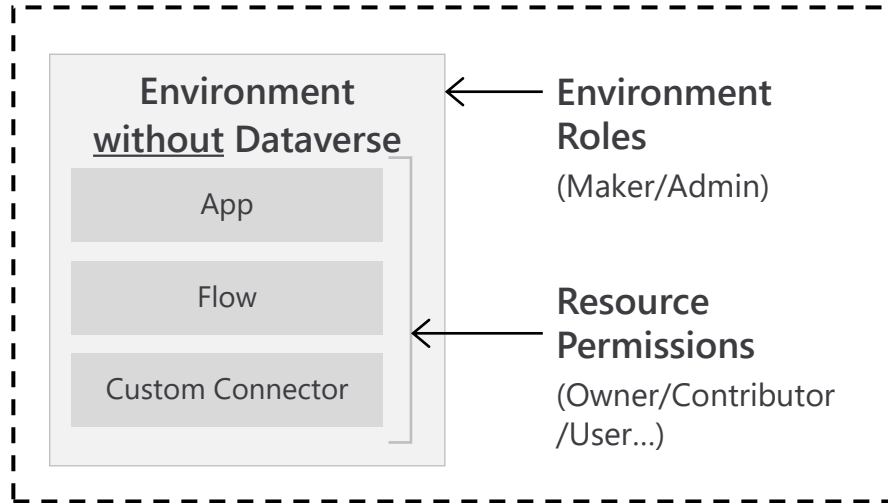 Environment
without Dataverse
App
Flow
Custom Connector
Environment
Roles
(Maker/Admin)
Resource
Permissions
(Owner/Contributor
/User...)